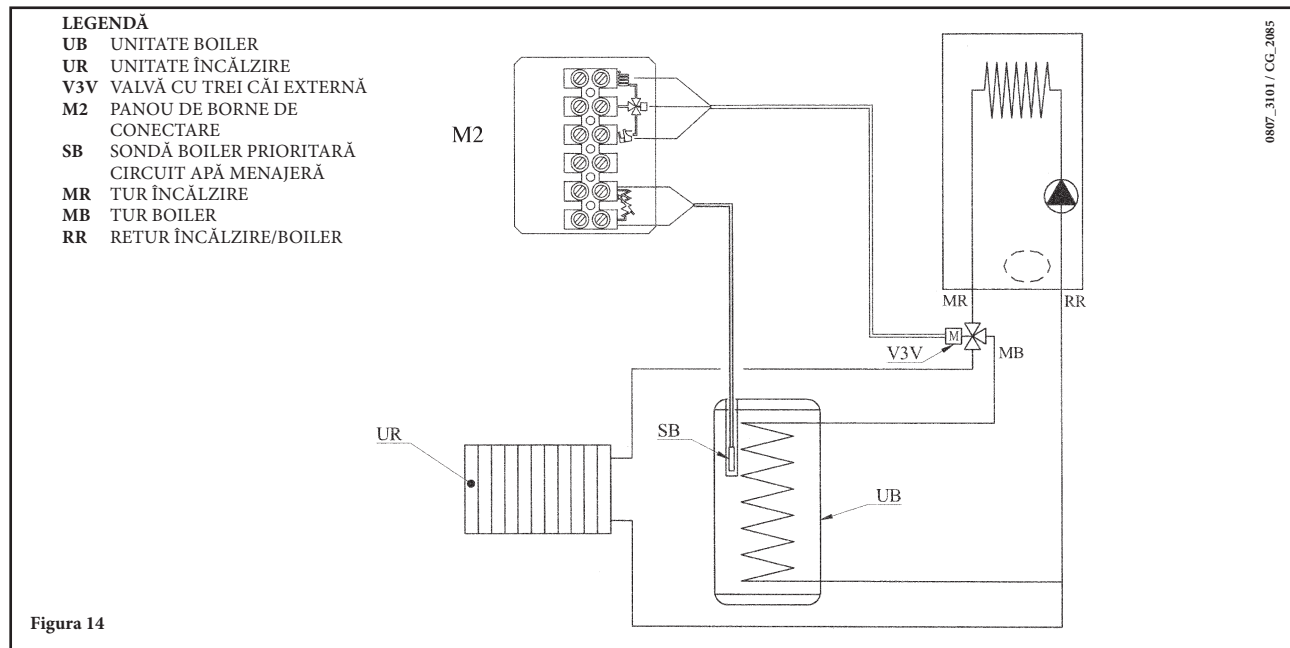 LEGENDĂ
UB UNITATE BOILER
UR UNITATE ÎNCĂLZIRE
V3V VALVĂ CU TREI CĂI EXTERNĂ
M2 PANOU DE BORNE DE
CONECTARE
SB SONDĂ BOILER PRIORITARĂ
CIRCUIT APĂ MENAJERĂ
MR TUR ÎNCĂLZIRE
MB TUR BOILER
RR RETUR ÎNCĂLZIRE/BOILER
M2
0807_3101 / CG_2085
MR
RR
M
V3V
MB
UR
SB
UB
Figura 14